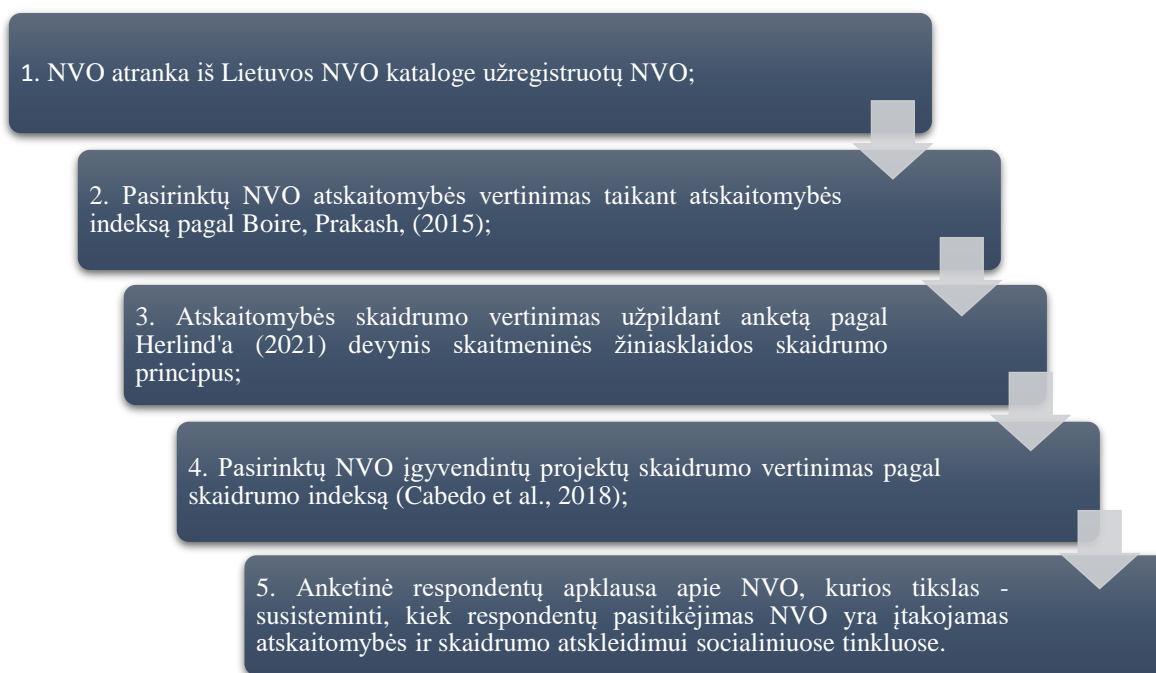 1. NVO atranka iš Lietuvos NVO kataloge užregistruotų NVO;
2. Pasirinktų NVO atskaitomybės vertinimas taikant atskaitomybės
indeksą pagal Boire, Prakash, (2015);
3. Atskaitomybės skaidrumo vertinimas užpildant anketą pagal
Herlind'a (2021) devynis skaitmeninės žiniasklaidos skaidrumo
principus;
4. Pasirinktų NVO įgyvendintų projektų skaidrumo vertinimas pagal
skaidrumo indeksą (Cabedo et al., 2018);
5. Anketinė respondentų apklausa apie NVO, kurios tikslas -
susisteminti, kiek respondentų pasitikėjimas NVO yra įtakojamas
atskaitomybės ir skaidrumo atskleidimui socialiniuose tinkluose.